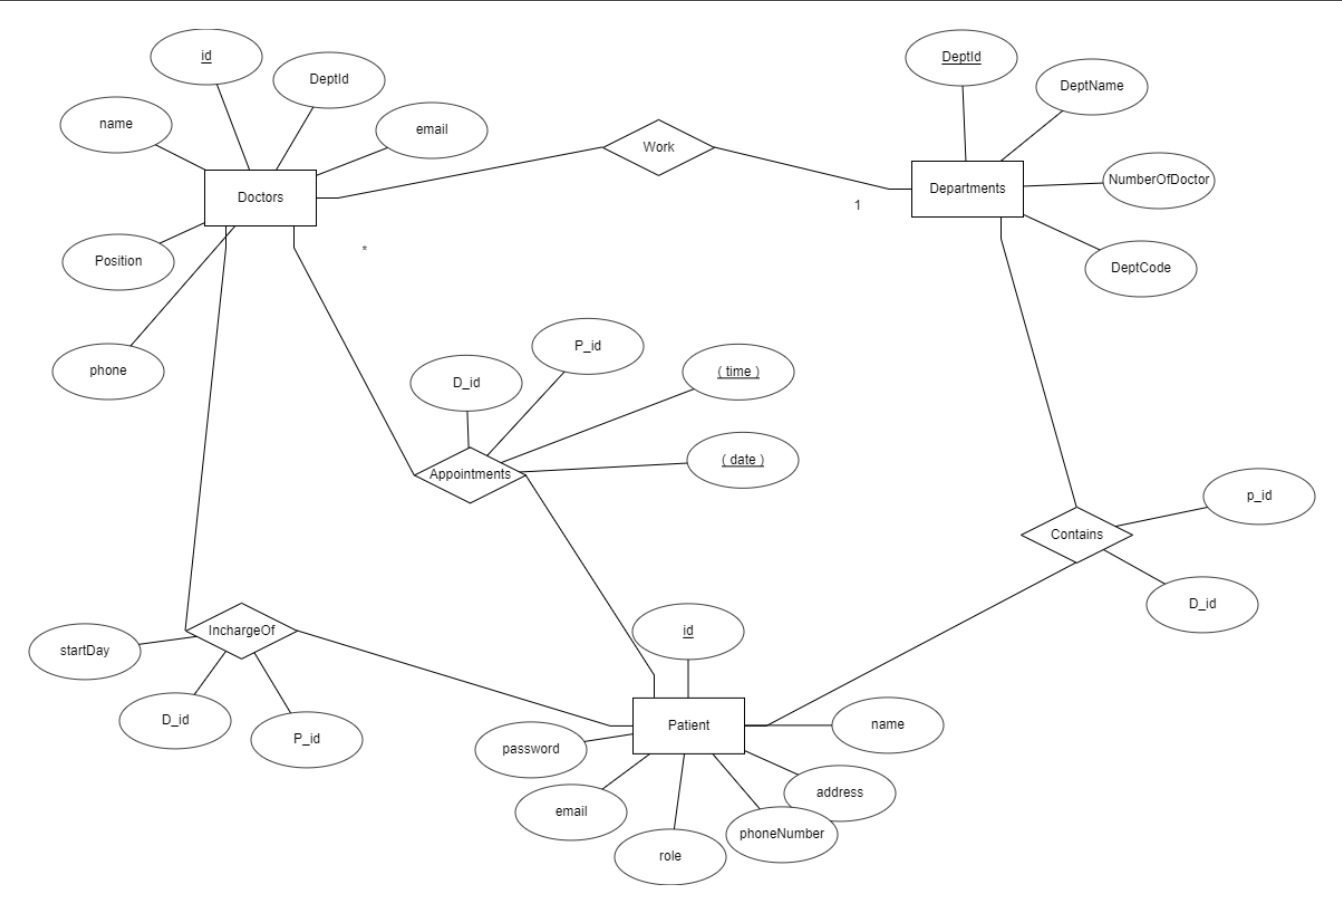 id
DeptId
name
email
Doctors
Position
phone
Work
1
*
DeptId
DeptName
NumberOfDoctor
Departments
DeptCode
D_id
P_id
( time )
( date )
Appointments
Contains
p_id
D_id
InchargeOf
startDay
D_id
P_id
id
Patient
name
password
address
email
phoneNumber
role